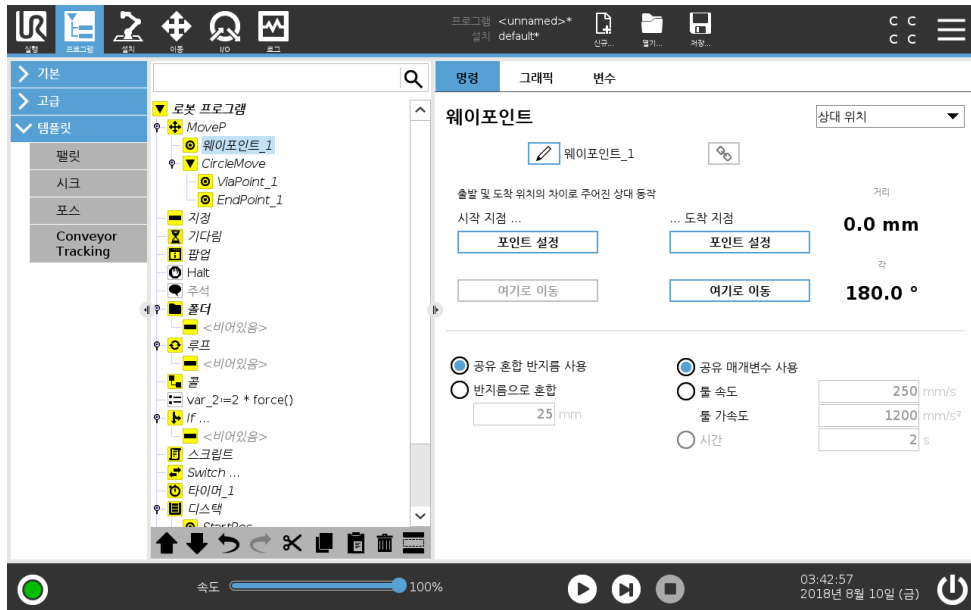 UR
실행
프로그램
설치
이동
I/O
로그
프로그램 <unnamed>*
설치 default*
신규...
열기...
저장...
C C
C C
기본
고급
템플릿
팰릿
시크
포스
Conveyor
Tracking
로봇 프로그램
MoveP
웨이포인트_1
CircleMove
ViaPoint_1
EndPoint_1
지정
기다림
팝업
Halt
주석
폴더
<비어있음>
루프
<비어있음>
콜
var_2:=2 * force()
If ...
<비어있음>
스크립트
Switch ...
타이머_1
디스택
StartPos
명령 그래픽 변수
웨이포인트
상대 위치
웨이포인트_1
출발 및 도착 위치의 차이로 주어진 상대 동작
시작 지점 ...
... 도착 지점
포인트 설정
포인트 설정
여기로 이동
여기로 이동
거리
0.0 mm
각
180.0 °
공유 혼합 반지름 사용
반지름으로 혼합
25 mm
공유 매개변수 사용
툴 속도 250 mm/s
툴 가속도 1200 mm/s²
시간 2 s
속도 100%
03:42:57
2018년 8월 10일 (금)